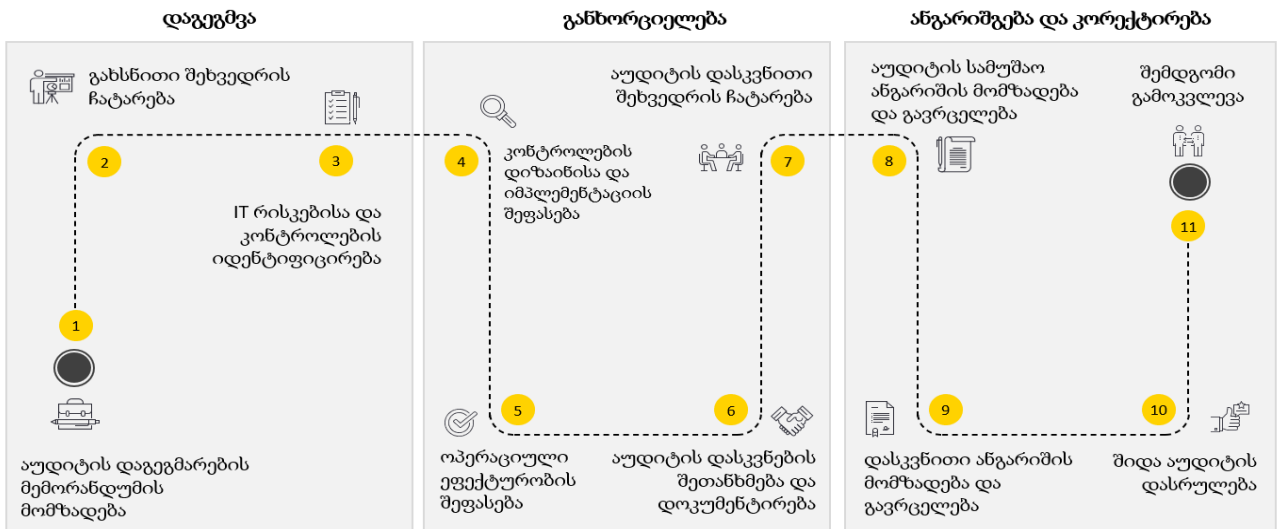 დაგეგმვა
განხორციელება
ანგარიშგება და კორექტირება
გახსნითი შეხვედრის
ჩატარება
2
3
IT რისკებისა და
კონტროლების
იდენტიფიცირება
1
აუდიტის დაგეგმარების
მემორანდუმის
მომზადება
4
კონტროლების
დიზაინისა და
იმპლემენტაციის
შეფასება
5
ოპერაციული
ეფექტურობის
შეფასება
6
აუდიტის დასკვნების
შეთანხმება და
დოკუმენტირება
აუდიტის დასკვნითი
შეხვედრის ჩატარება
7
აუდიტის სამუშაო
ანგარიშის მომზადება
და გავრცელება
8
9
დასკვნითი ანგარიშის
მომზადება და
გავრცელება
10
შიდა აუდიტის
დასრულება
შემდგომი
გამოკვლევა
11